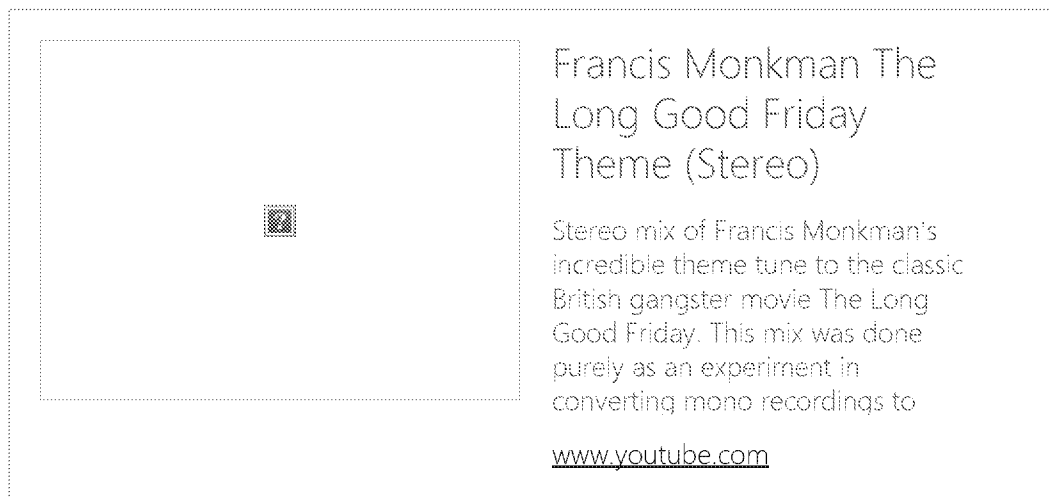 Francis Monkman The
Long Good Friday
Theme (Stereo)
Stereo mix of Francis Monkman's
incredible theme tune to the classic
British gangster movie The Long
Good Friday. This mix was done
purely as an experiment in
converting mono recordings to
www.youtube.com